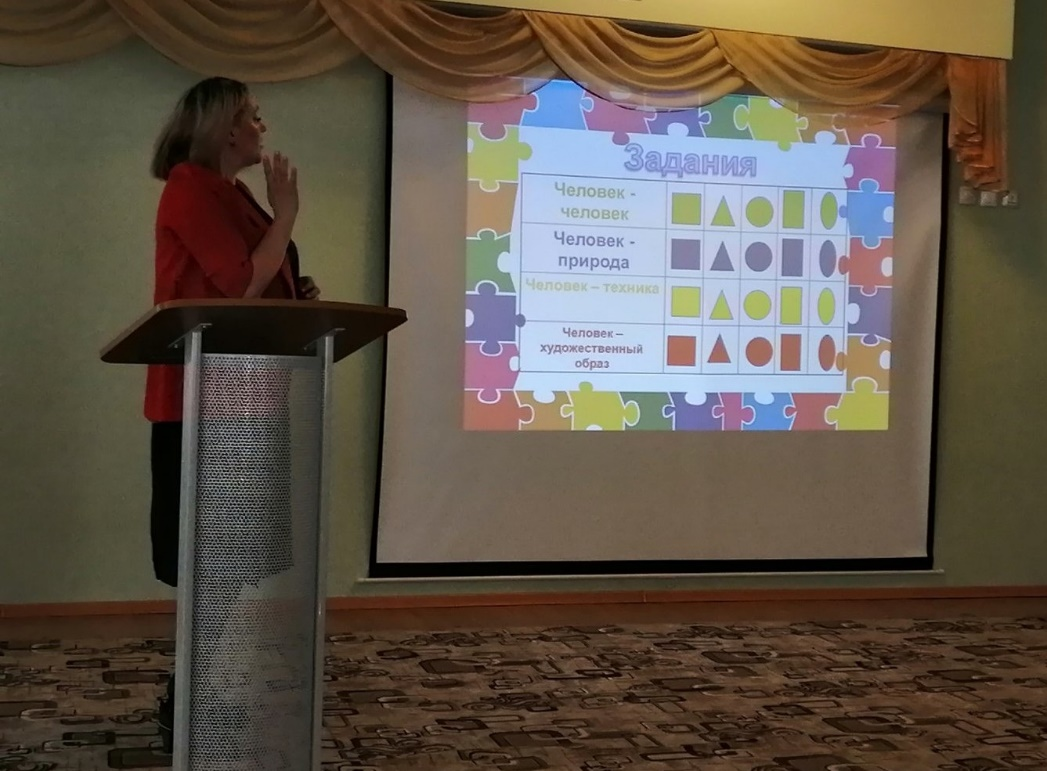 Задания
Человек -
человек
Человек -
природа
Человек – техника
Человек –
художественный
образ